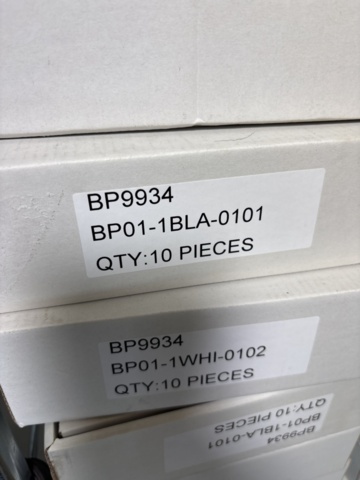 BP9934
BP01-1BLA-0101
QTY:10 PIECES
BP9934
BP01-1WHI-0102
QTY:10 PIECES
BP9934
BP01-1BLA-0101
QTY:10 PIECES